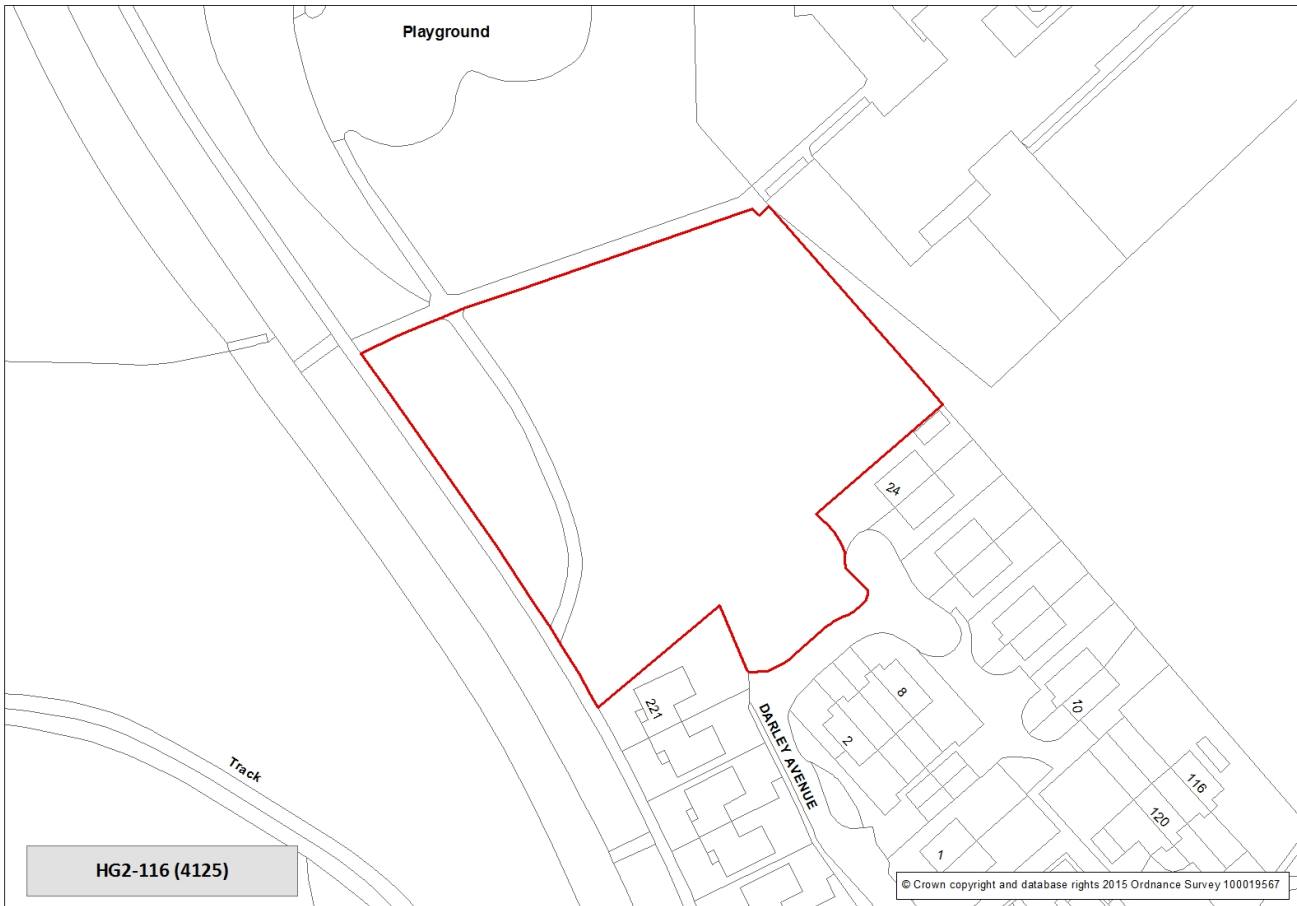 Playground
24
221
8
DARLEY AVENUE
10
2
Track
116
120
1
HG2-116 (4125)
© Crown copyright and database rights 2015 Ordnance Survey 100019567